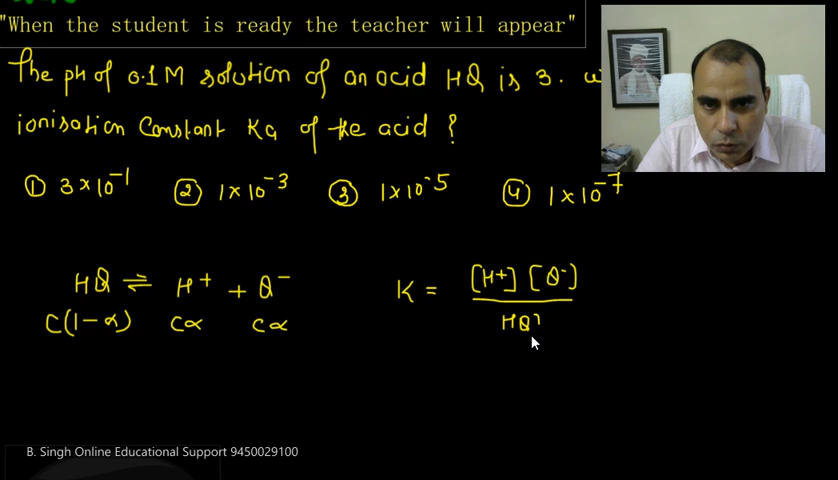 "When the student is ready the teacher will appear"
The pH of 0.1M solution of an acid HQ is 3.
ionisation constant Ka of the acid ?
① 3×10⁻¹ ② 1×10⁻³ ③ 1×10⁻⁵ ④ 1×10⁻⁷
HQ ⇌ H⁺ + Q⁻
C(1-α) Cα Cα
K = [H+] [Q-]
HQ]
B. Singh Online Educational Support 9450029100